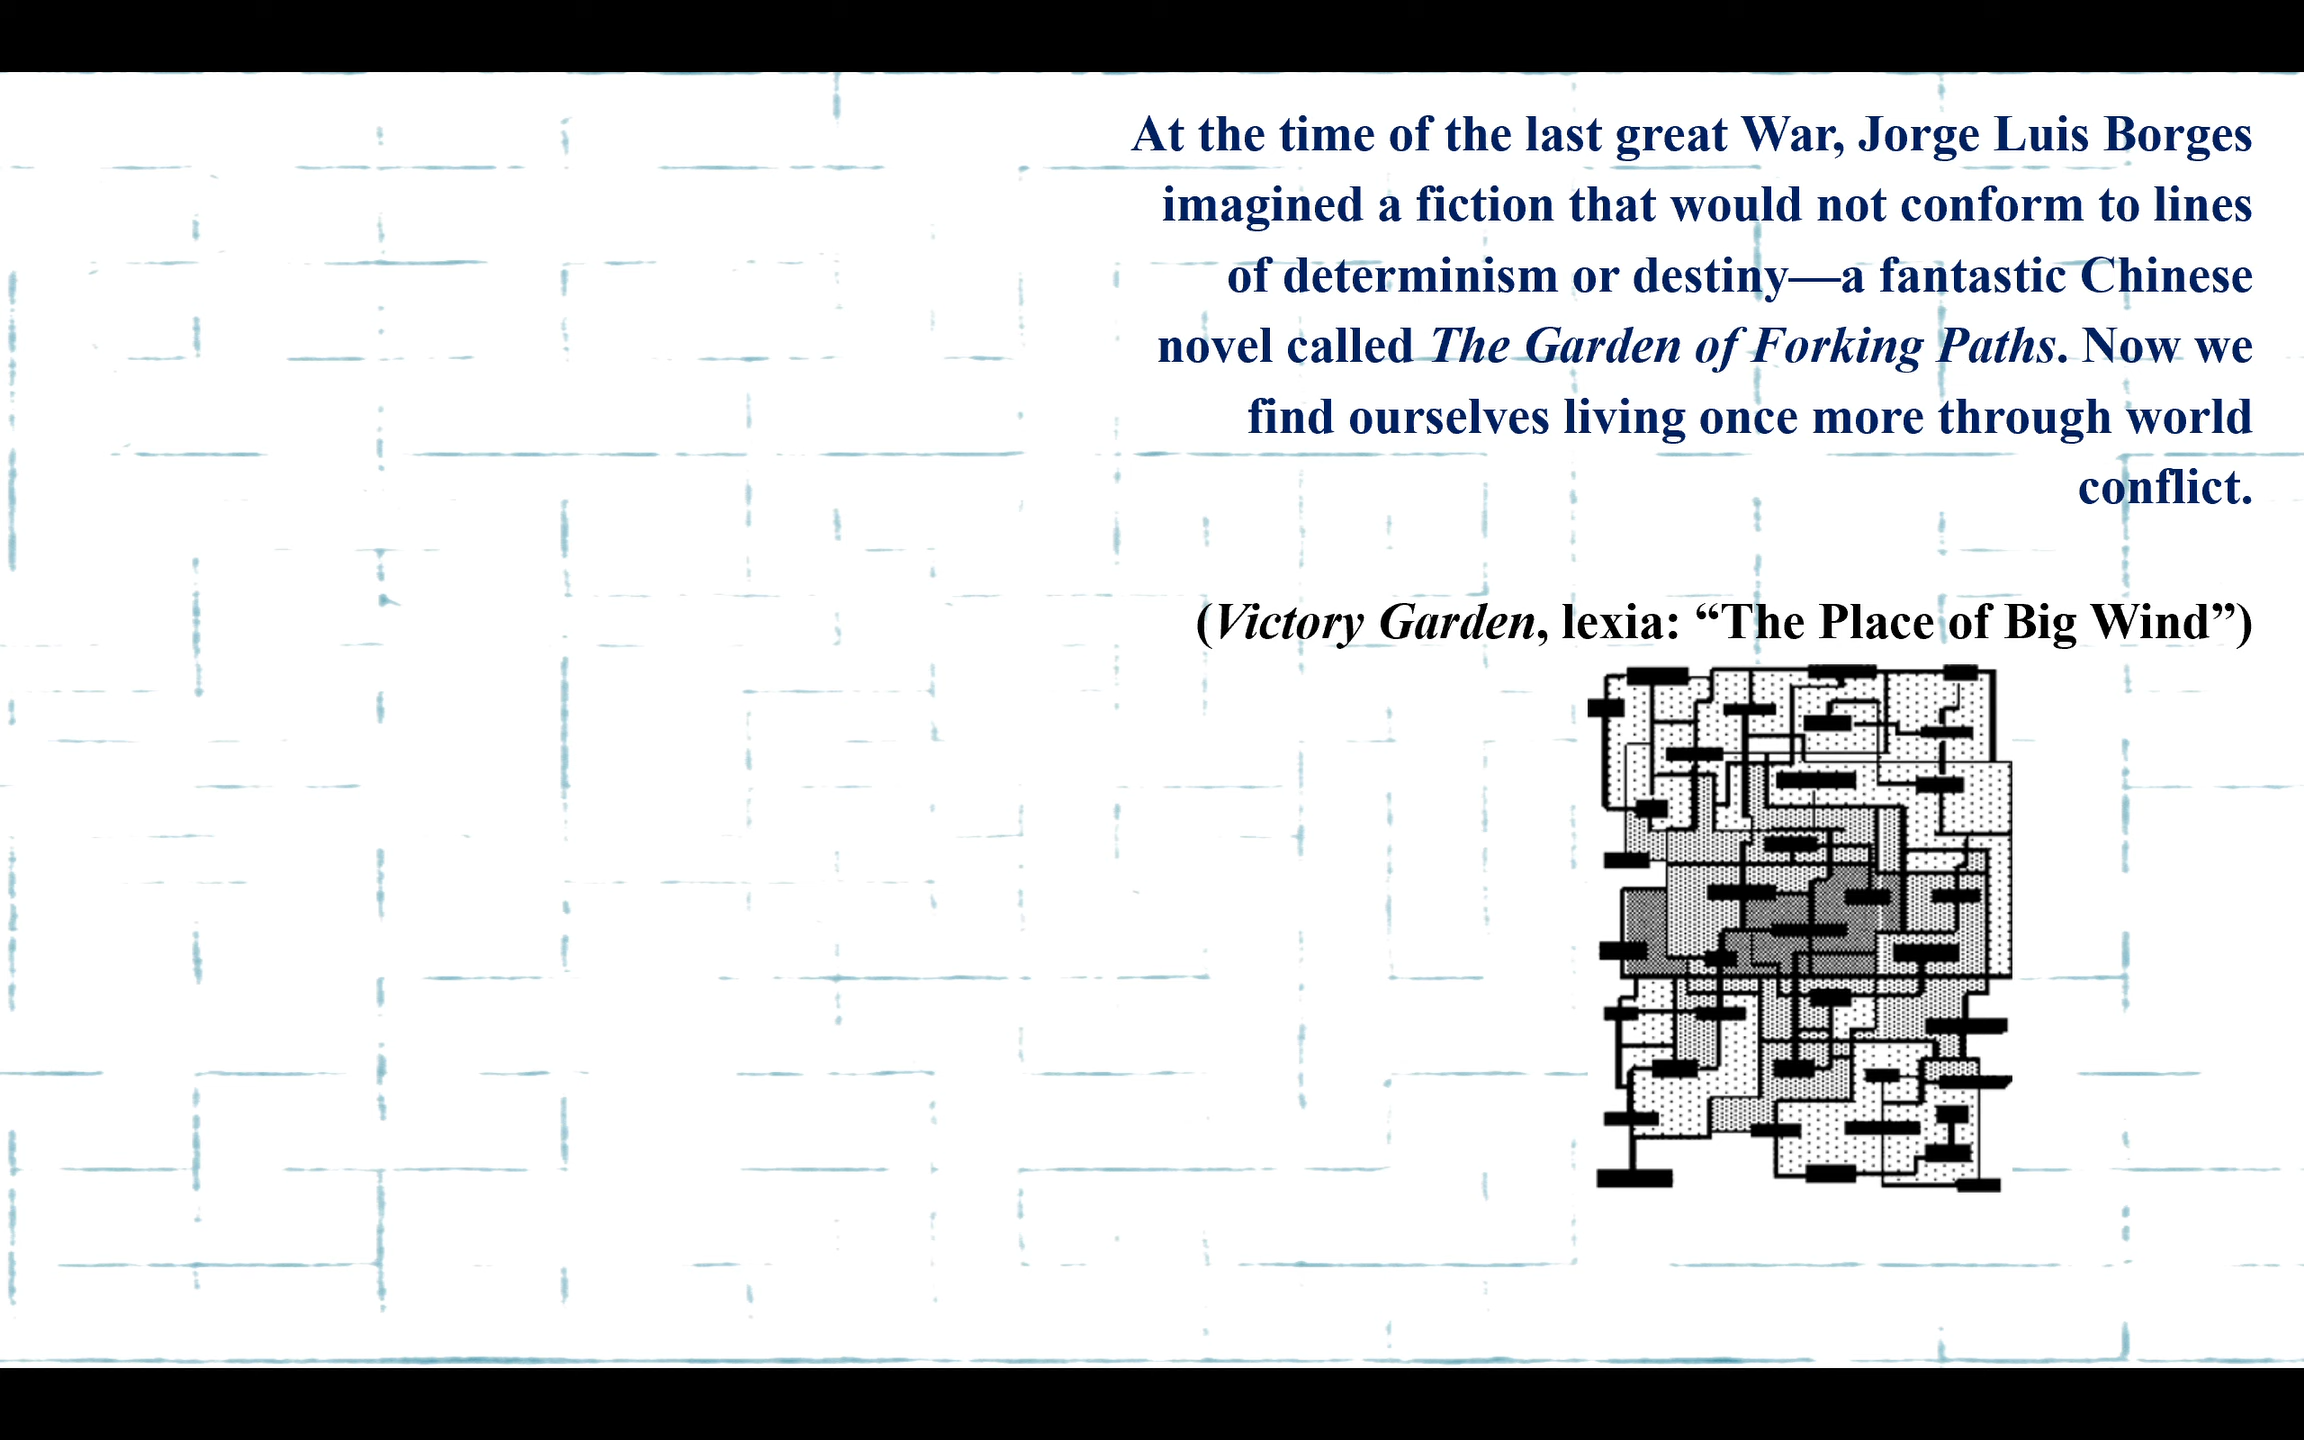 At the time of the last great War, Jorge Luis Borges
imagined a fiction that would not conform to lines
of determinism or destiny—a fantastic Chinese
novel called The Garden of Forking Paths. Now we
find ourselves living once more through world
conflict.
(Victory Garden, lexia: “The Place of Big Wind”)